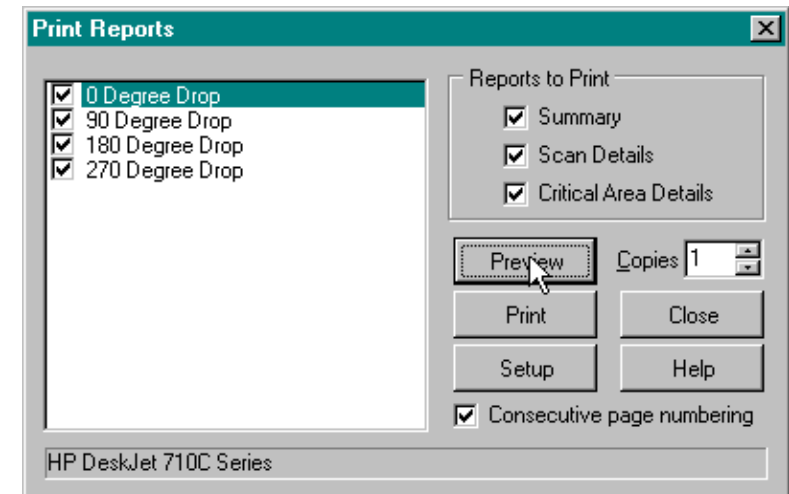 Print Reports
0 Degree Drop
90 Degree Drop
180 Degree Drop
270 Degree Drop
Reports to Print
Summary
Scan Details
Critical Area Details
Preview
Copies 1
Print
Close
Setup
Help
Consecutive page numbering
HP DeskJet 710C Series